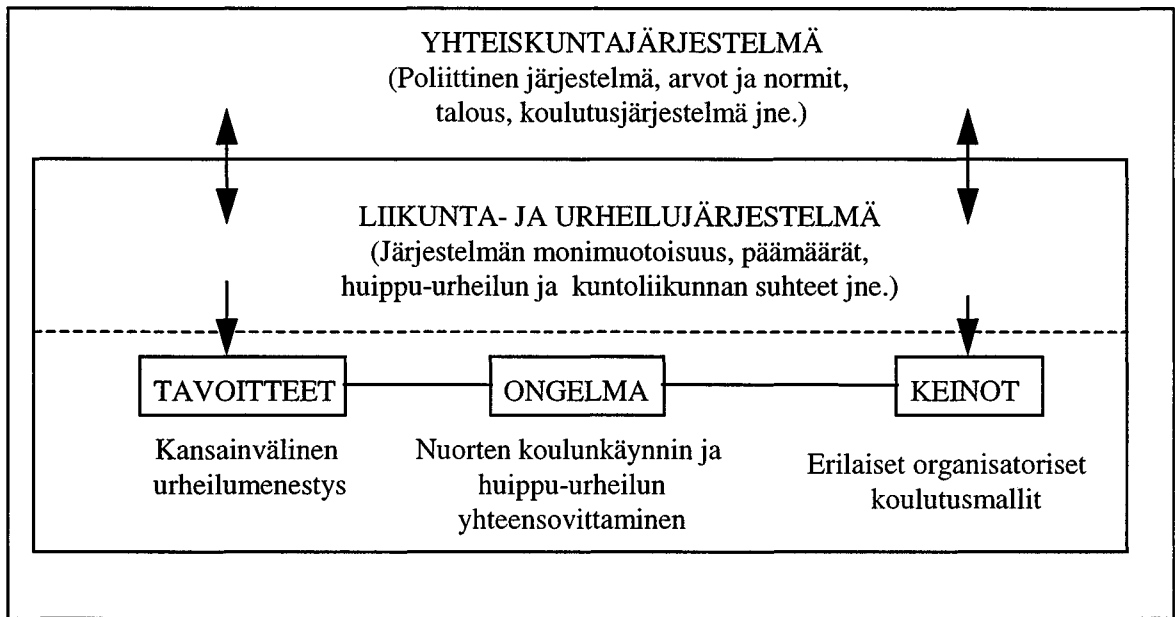 YHTEISKUNTAJÄRJESTELMÄ
(Poliittinen järjestelmä, arvot ja normit,
talous, koulutusjärjestelmä jne.)
LIIKUNTA- JA URHEILUJÄRJESTELMÄ
(Järjestelmän monimuotoisuus, päämäärät,
huippu-urheilun ja kuntoliikunnan suhteet jne.)
TAVOITTEET
Kansainvälinen
urheilumenestys
ONGELMA
Nuorten koulunkäynnin ja
huippu-urheilun
yhteensovittaminen
KEINOT
Erilaiset organisatoriset
koulutusmallit